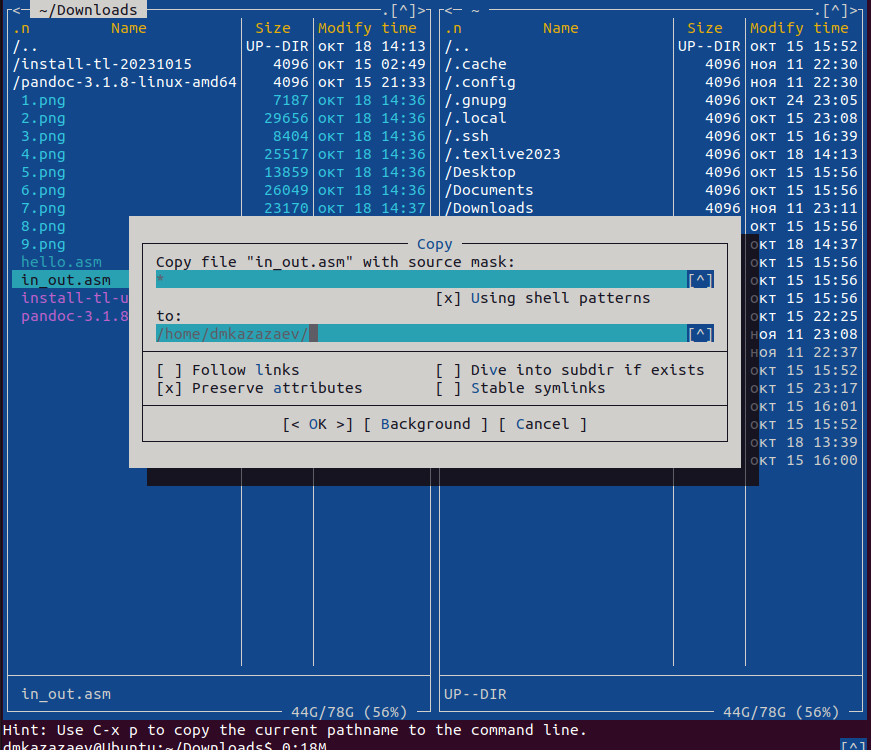 <─ ~/Downloads .[^]>
.n Name Size Modify time
/.. UP--DIR окт 18 14:13
/install-tl-20231015 4096 окт 15 02:49
/pandoc-3.1.8-linux-amd64 4096 окт 15 21:33
1.png 7187 окт 18 14:36
2.png 29656 окт 18 14:36
3.png 8404 окт 18 14:36
4.png 25517 окт 18 14:36
5.png 13859 окт 18 14:36
6.png 26049 окт 18 14:36
7.png 23170 окт 18 14:37
8.png
9.png
hello.asm
in_out.asm
install-tl-u
pandoc-3.1.8
in_out.asm
44G/78G (56%)
<─ ~ .[^]>
.n Name Size Modify time
/.. UP--DIR окт 15 15:52
/.cache 4096 ноя 11 22:30
/.config 4096 ноя 11 22:30
/.gnupg 4096 окт 24 23:05
/.local 4096 окт 15 23:08
/.ssh 4096 окт 15 16:39
/.texlive2023 4096 окт 18 14:13
/Desktop 4096 окт 15 15:56
/Documents 4096 окт 15 15:56
/Downloads 4096 ноя 11 23:11
окт 15 15:56
окт 18 14:37
окт 15 15:56
окт 15 15:56
окт 15 15:56
окт 15 22:25
ноя 11 23:08
ноя 11 22:37
окт 15 15:52
окт 15 23:17
окт 15 16:01
окт 15 15:52
окт 18 13:39
окт 15 16:00
UP--DIR
44G/78G (56%)
Copy
Copy file "in_out.asm" with source mask:
* [^]
[x] Using shell patterns
to:
/home/dmkazazaev/ [^]
[ ] Follow links [ ] Dive into subdir if exists
[x] Preserve attributes [ ] Stable symlinks
[< OK >] [ Background ] [ Cancel ]
Hint: Use C-x p to copy the current pathname to the command line.
dmkazazaev@Ubuntu:~/Downloads$ 0;18M [^]